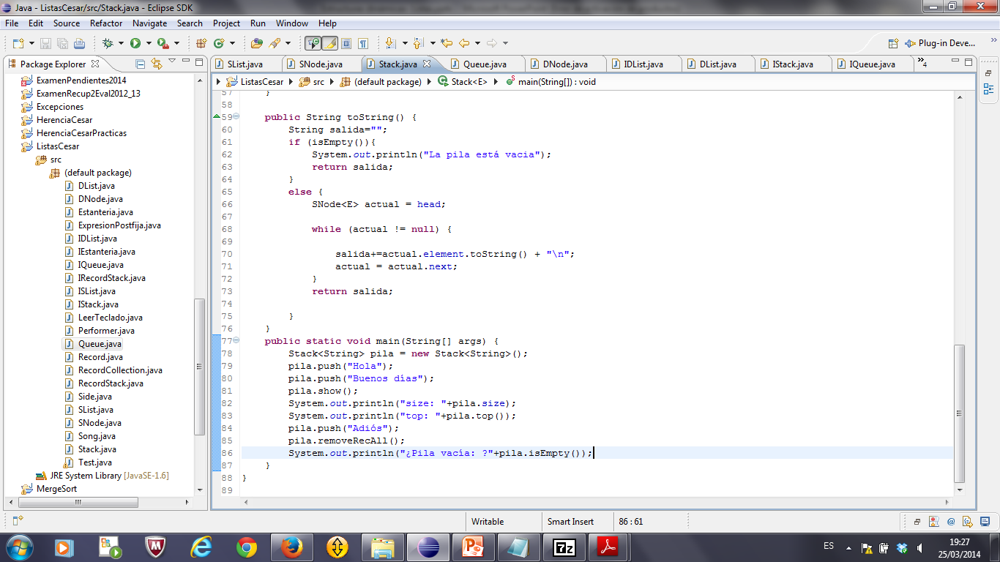 Java - ListasCesar/src/Stack.java - Eclipse SDK
File Edit Source Refactor Navigate Search Project Run Window Help
Plug-in Deve...
Package Explorer
SList.java SNode.java Stack.java Queue.java DNode.java IDList.java DList.java IStack.java IQueue.java »4
ListasCesar src (default package) Stack<E> main(String[]) : void
ExamenPendientes2014
ExamenRecup2Eval2012_13
Excepciones
HerenciaCesar
HerenciaCesarPracticas
ListasCesar
src
(default package)
DList.java
DNode.java
Estanteria.java
ExpresionPostfija.java
IDList.java
IEstanteria.java
IQueue.java
IRecordStack.java
ISList.java
IStack.java
LeerTeclado.java
Performer.java
Queue.java
Record.java
RecordCollection.java
RecordStack.java
Side.java
SList.java
SNode.java
Song.java
Stack.java
Test.java
JRE System Library [JavaSE-1.6]
MergeSort
57 }
58
59 public String toString() {
60 String salida="";
61 if (isEmpty()){
62 System.out.println("La pila está vacia");
63 return salida;
64 }
65 else {
66 SNode<E> actual = head;
67
68 while (actual != null) {
69
70 salida+=actual.element.toString() + "\n";
71 actual = actual.next;
72 }
73 return salida;
74
75 }
76 }
77 public static void main(String[] args) {
78 Stack<String> pila = new Stack<String>();
79 pila.push("Hola");
80 pila.push("Buenos días");
81 pila.show();
82 System.out.println("size: "+pila.size);
83 System.out.println("top: "+pila.top());
84 pila.push("Adiós");
85 pila.removeRecAll();
86 System.out.println("¿Pila vacía: ?"+pila.isEmpty());
87 }
88 }
89
Writable Smart Insert 86 : 61
ES
19:27
25/03/2014